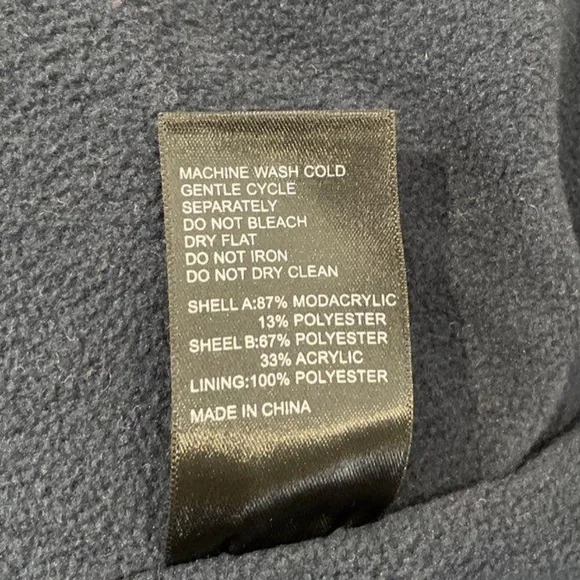 MACHINE WASH COLD
GENTLE CYCLE
SEPARATELY
DO NOT BLEACH
DRY FLAT
DO NOT IRON
DO NOT DRY CLEAN
SHELL A:87% MODACRYLIC
13% POLYESTER
SHEEL B:67% POLYESTER
33% ACRYLIC
LINING:100% POLYESTER
MADE IN CHINA